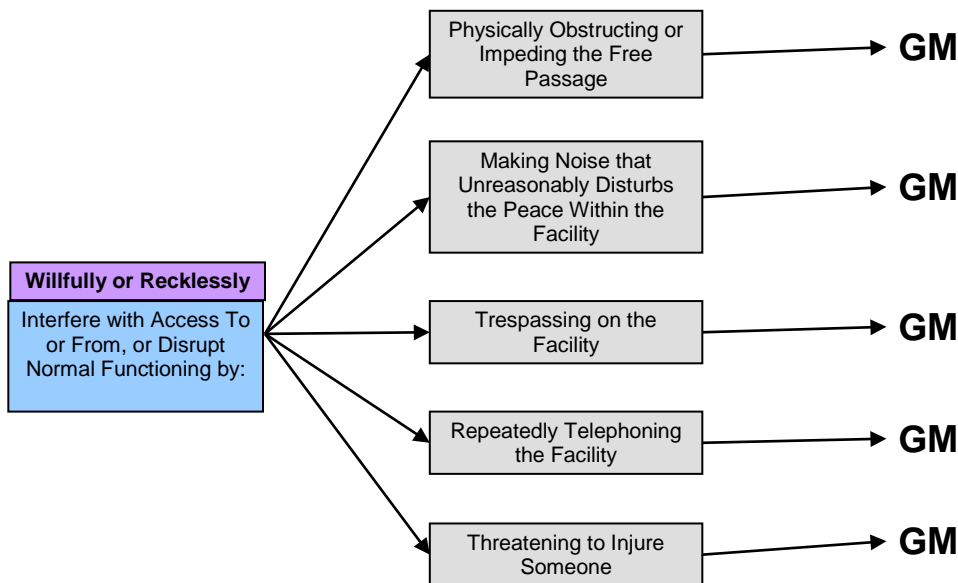 Physically Obstructing or
Impeding the Free
Passage
GM
Making Noise that
Unreasonably Disturbs
the Peace Within the
Facility
GM
Willfully or Recklessly
Interfere with Access To
or From, or Disrupt
Normal Functioning by:
Trespassing on the
Facility
GM
Repeatedly Telephoning
the Facility
GM
Threatening to Injure
Someone
GM